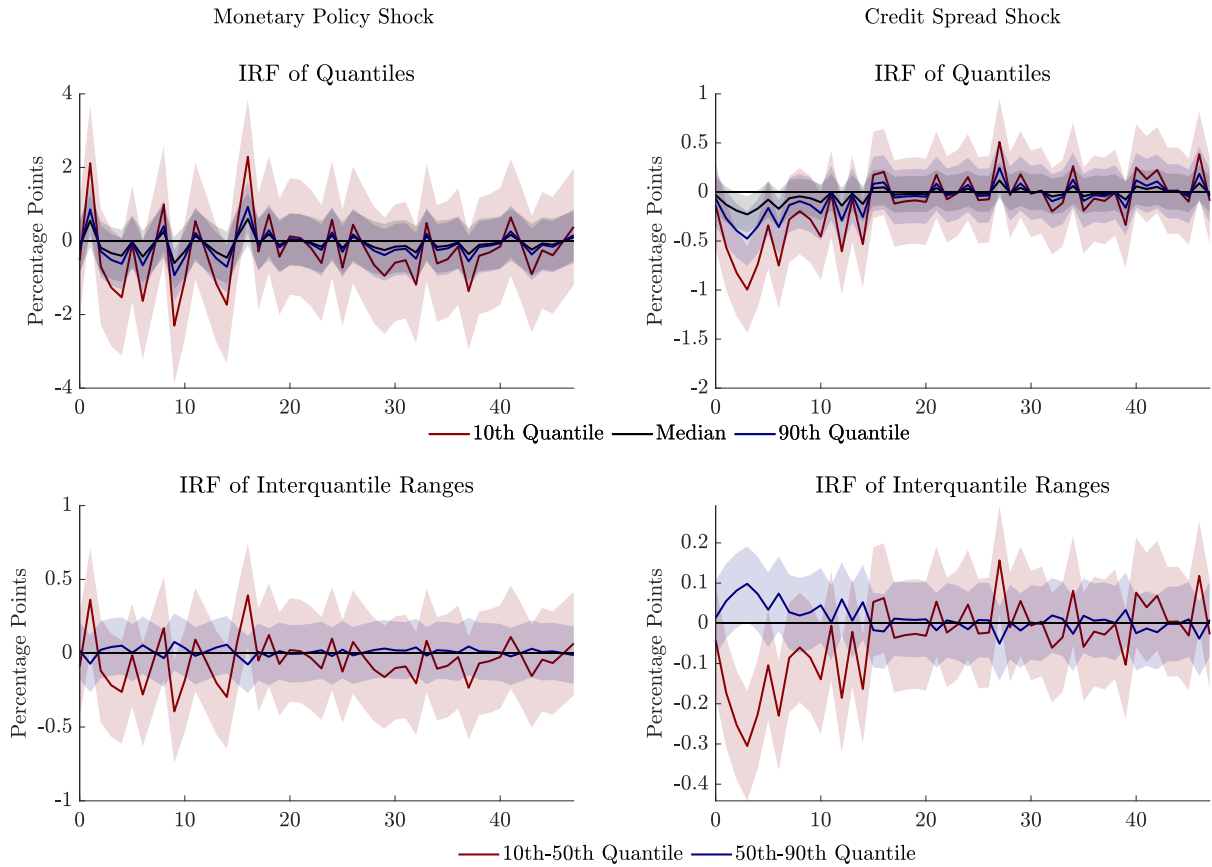 Monetary Policy Shock
Credit Spread Shock
IRF of Quantiles
IRF of Quantiles
Percentage Points
4
2
0
-2
-4
0 10 20 30 40
Percentage Points
1
0.5
0
-0.5
-1
-1.5
-2
0 10 20 30 40
10th Quantile Median 90th Quantile
IRF of Interquantile Ranges
IRF of Interquantile Ranges
Percentage Points
1
0.5
0
-0.5
-1
0 10 20 30 40
Percentage Points
0.2
0.1
0
-0.1
-0.2
-0.3
-0.4
0 10 20 30 40
10th-50th Quantile 50th-90th Quantile